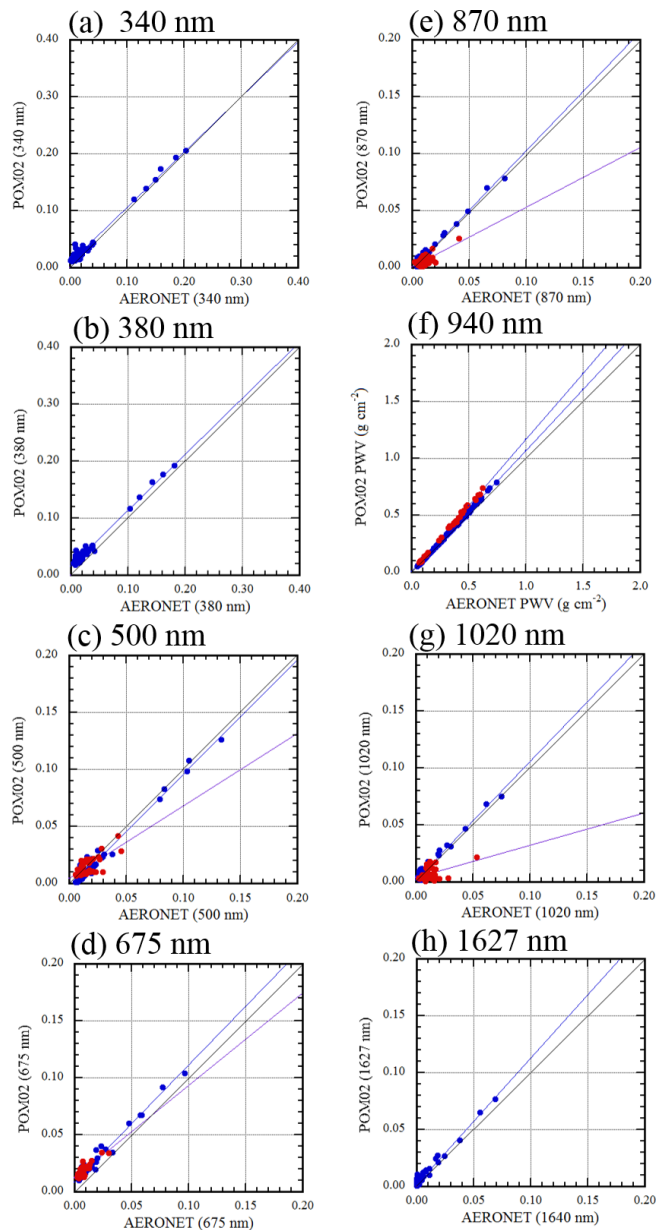 (a) 340 nm
0.40
0.30
0.20
0.10
0.00
0.00 0.10 0.20 0.30 0.40
POM02 (340 nm)
AERONET (340 nm)
(b) 380 nm
0.40
0.30
0.20
0.10
0.00
0.00 0.10 0.20 0.30 0.40
POM02 (380 nm)
AERONET (380 nm)
(c) 500 nm
0.20
0.15
0.10
0.05
0.00
0.00 0.05 0.10 0.15 0.20
POM02 (500 nm)
AERONET (500 nm)
(d) 675 nm
0.20
0.15
0.10
0.05
0.00
0.00 0.05 0.10 0.15 0.20
POM02 (675 nm)
AERONET (675 nm)
(e) 870 nm
0.20
0.15
0.10
0.05
0.00
0.00 0.05 0.10 0.15 0.20
POM02 (870 nm)
AERONET (870 nm)
(f) 940 nm
2.0
1.5
1.0
0.5
0.0
0.0 0.5 1.0 1.5 2.0
POM02 PWV (g cm⁻²)
AERONET PWV (g cm⁻²)
(g) 1020 nm
0.20
0.15
0.10
0.05
0.00
0.00 0.05 0.10 0.15 0.20
POM02 (1020 nm)
AERONET (1020 nm)
(h) 1627 nm
0.20
0.15
0.10
0.05
0.00
0.00 0.05 0.10 0.15 0.20
POM02 (1627 nm)
AERONET (1640 nm)